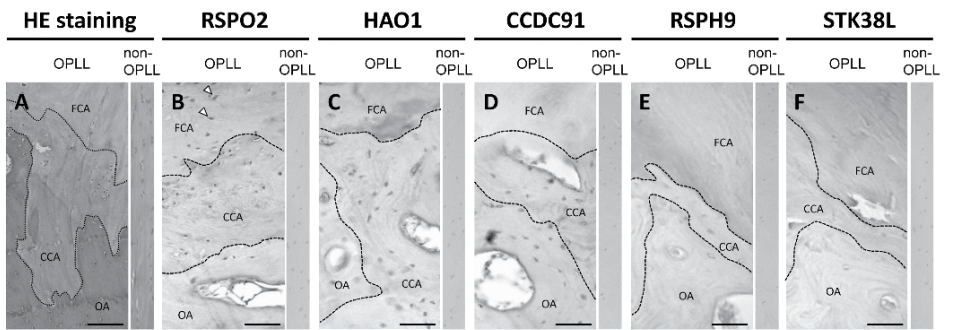 HE staining RSPO2 HAO1 CCDC91 RSPH9 STK38L
OPLL non-OPLL OPLL non-OPLL OPLL non-OPLL OPLL non-OPLL OPLL non-OPLL OPLL non-OPLL
A
FCA
CCA
OA
B
FCA
CCA
OA
C
FCA
OA
CCA
D
FCA
CCA
OA
E
FCA
CCA
OA
F
FCA
CCA
OA